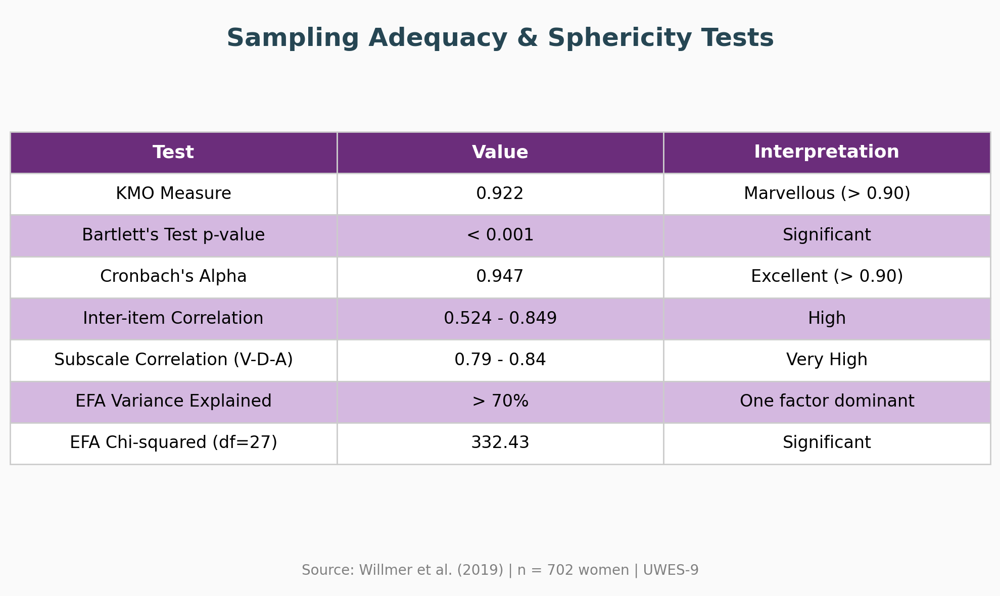 Sampling Adequacy & Sphericity Tests
Test Value Interpretation
KMO Measure 0.922 Marvellous (> 0.90)
Bartlett's Test p-value < 0.001 Significant
Cronbach's Alpha 0.947 Excellent (> 0.90)
Inter-item Correlation 0.524 - 0.849 High
Subscale Correlation (V-D-A) 0.79 - 0.84 Very High
EFA Variance Explained > 70% One factor dominant
EFA Chi-squared (df=27) 332.43 Significant
Source: Willmer et al. (2019) | n = 702 women | UWES-9